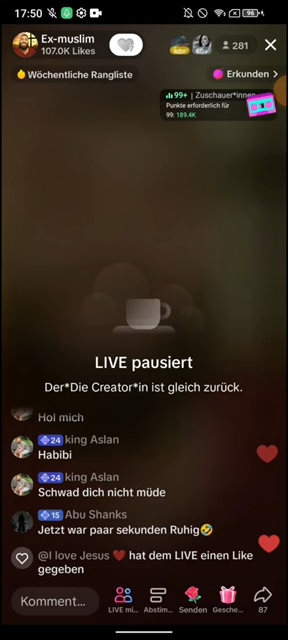 17:50
98
Ex-muslim
107.0K Likes
281
Wöchentliche Rangliste
Erkunden >
99+ | Zuschauer*innen
Punkte erforderlich für
99: 189.4K
LIVE pausiert
Der*Die Creator*in ist gleich zurück.
Hol mich
24 king Aslan
Habibi
24 king Aslan
Schwad dich nicht müde
15 Abu Shanks
Jetzt war paar sekunden Ruhig🤣
@I love Jesus ❤️ hat dem LIVE einen Like
gegeben
Komment...
LIVE mi...
Abstim...
Senden
Gesche...
87